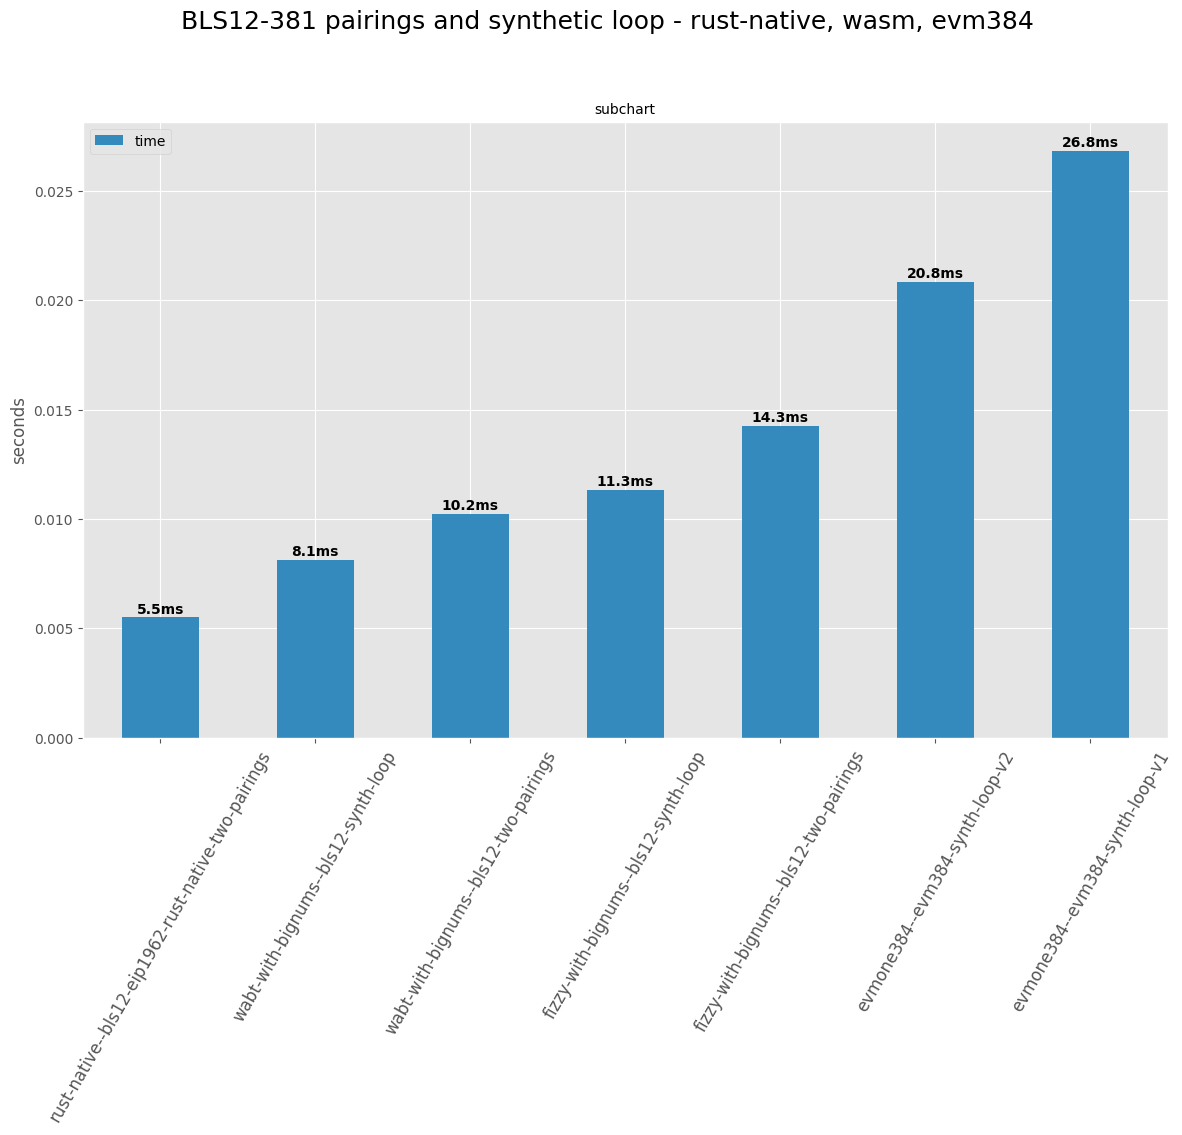 BLS12-381 pairings and synthetic loop - rust-native, wasm, evm384
subchart
time
26.8ms
20.8ms
14.3ms
11.3ms
10.2ms
8.1ms
5.5ms
0.025
0.020
0.015
0.010
0.005
0.000
seconds
rust-native--bls12-eip1962-rust-native-two-pairings
wabt-with-bignums--bls12-synth-loop
wabt-with-bignums--bls12-two-pairings
fizzy-with-bignums--bls12-synth-loop
fizzy-with-bignums--bls12-two-pairings
evmone384--evm384-synth-loop-v2
evmone384--evm384-synth-loop-v1